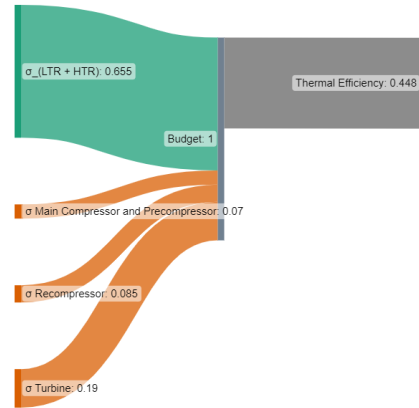 σ_(LTR + HTR): 0.655
Thermal Efficiency: 0.448
Budget: 1
σ Main Compressor and Precompressor: 0.07
σ Recompressor: 0.085
σ Turbine: 0.19